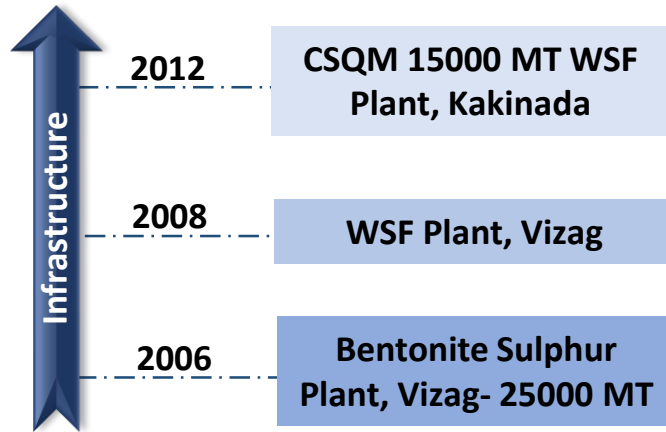 2012
CSQM 15000 MT WSF
Plant, Kakinada
Infrastructure
2008
WSF Plant, Vizag
2006
Bentonite Sulphur
Plant, Vizag- 25000 MT